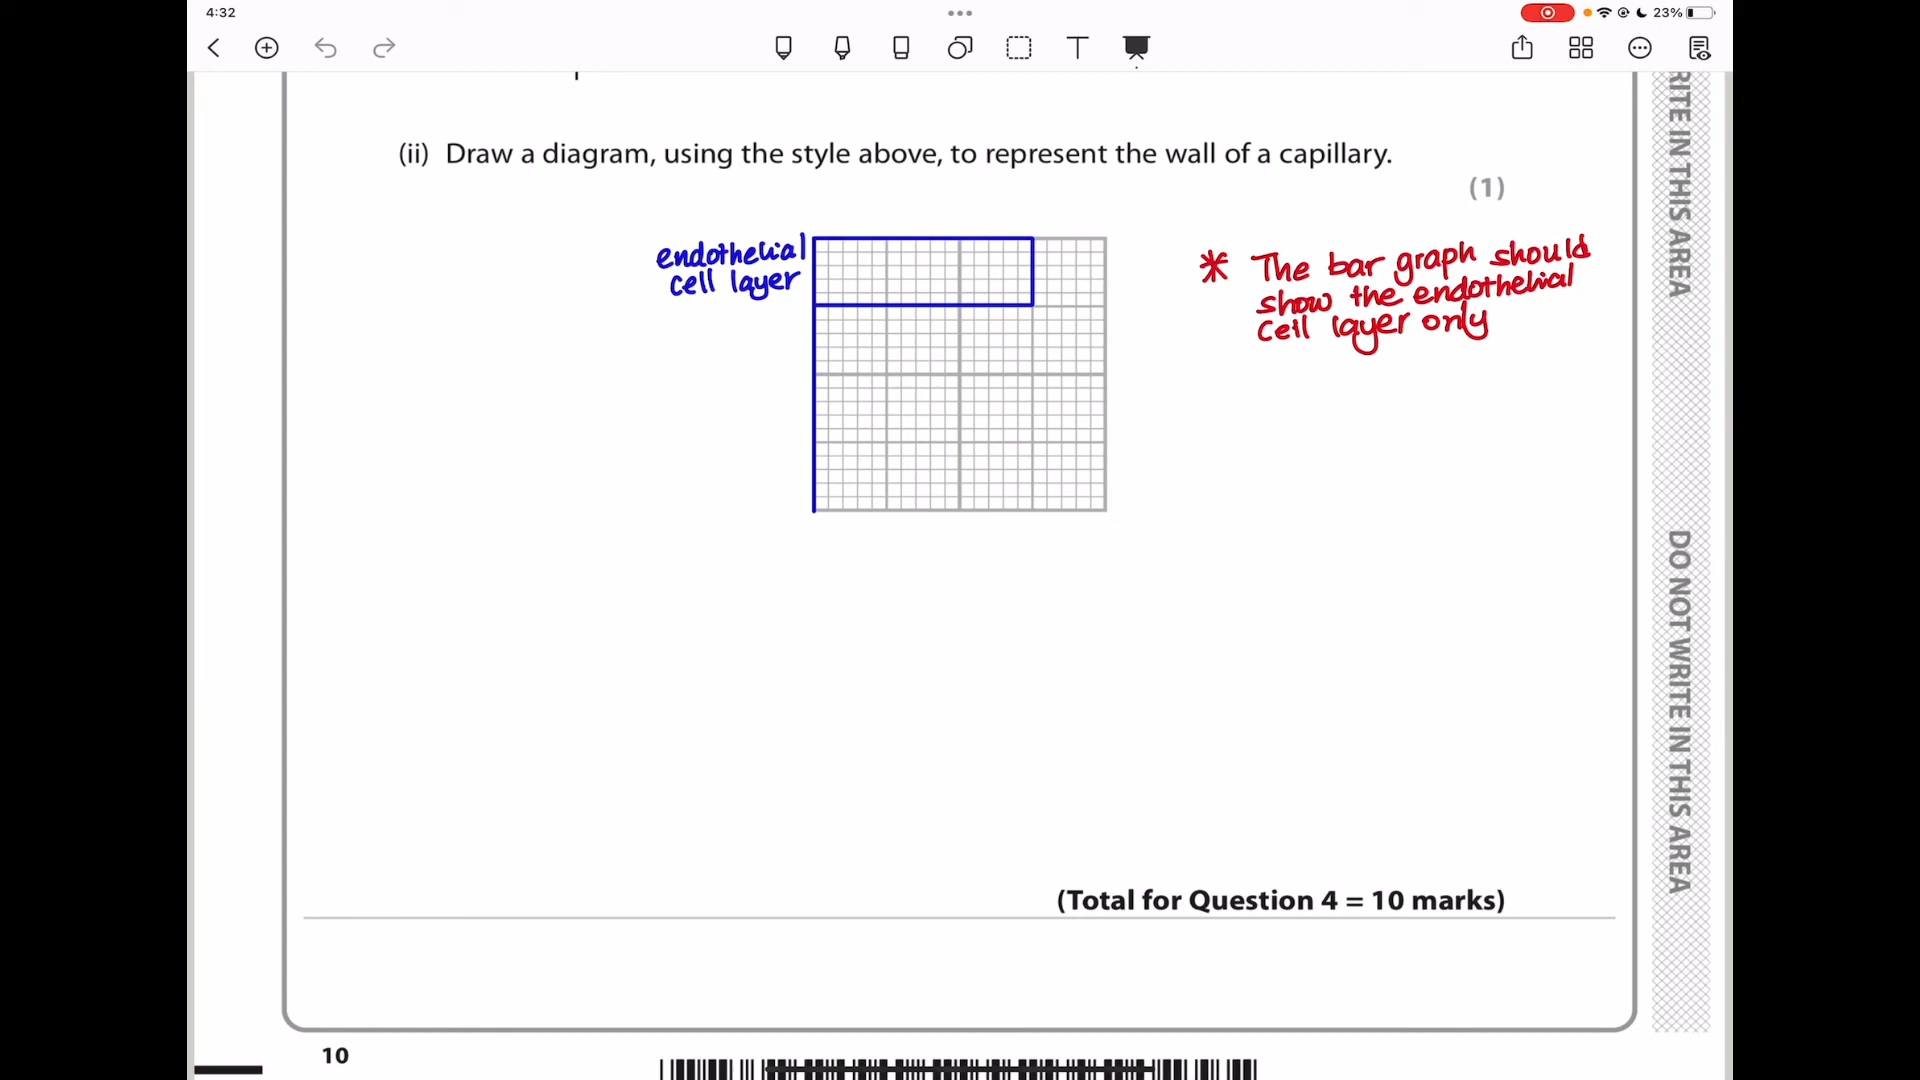 4:32
23%
(ii) Draw a diagram, using the style above, to represent the wall of a capillary.
(1)
endothelial
cell layer
* The bar graph should
show the endothelial
cell layer only
RITE IN THIS AREA
DO NOT WRITE IN THIS AREA
(Total for Question 4 = 10 marks)
10